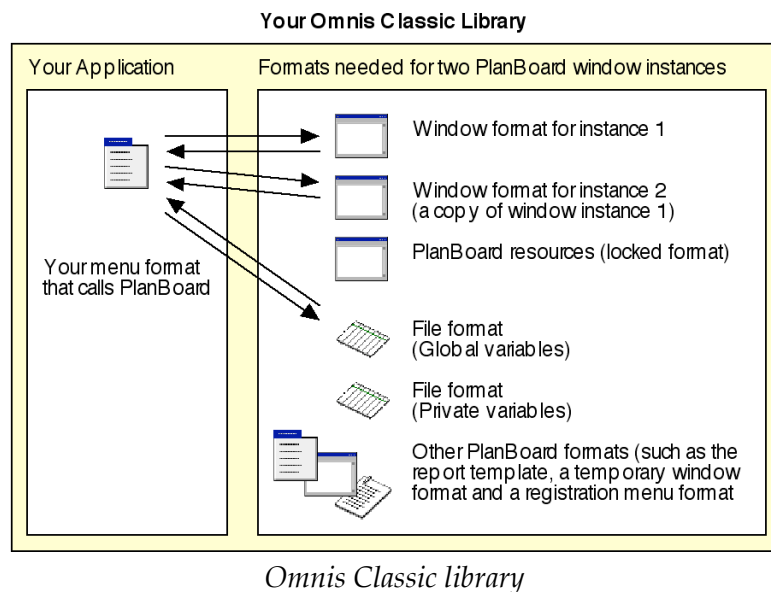 Your Omnis Classic Library
Your Application
Formats needed for two PlanBoard window instances
Window format for instance 1
Window format for instance 2
(a copy of window instance 1)
PlanBoard resources (locked format)
Your menu format
that calls PlanBoard
File format
(Global variables)
File format
(Private variables)
Other PlanBoard formats (such as the
report template, a temporary window
format and a registration menu format
Omnis Classic library